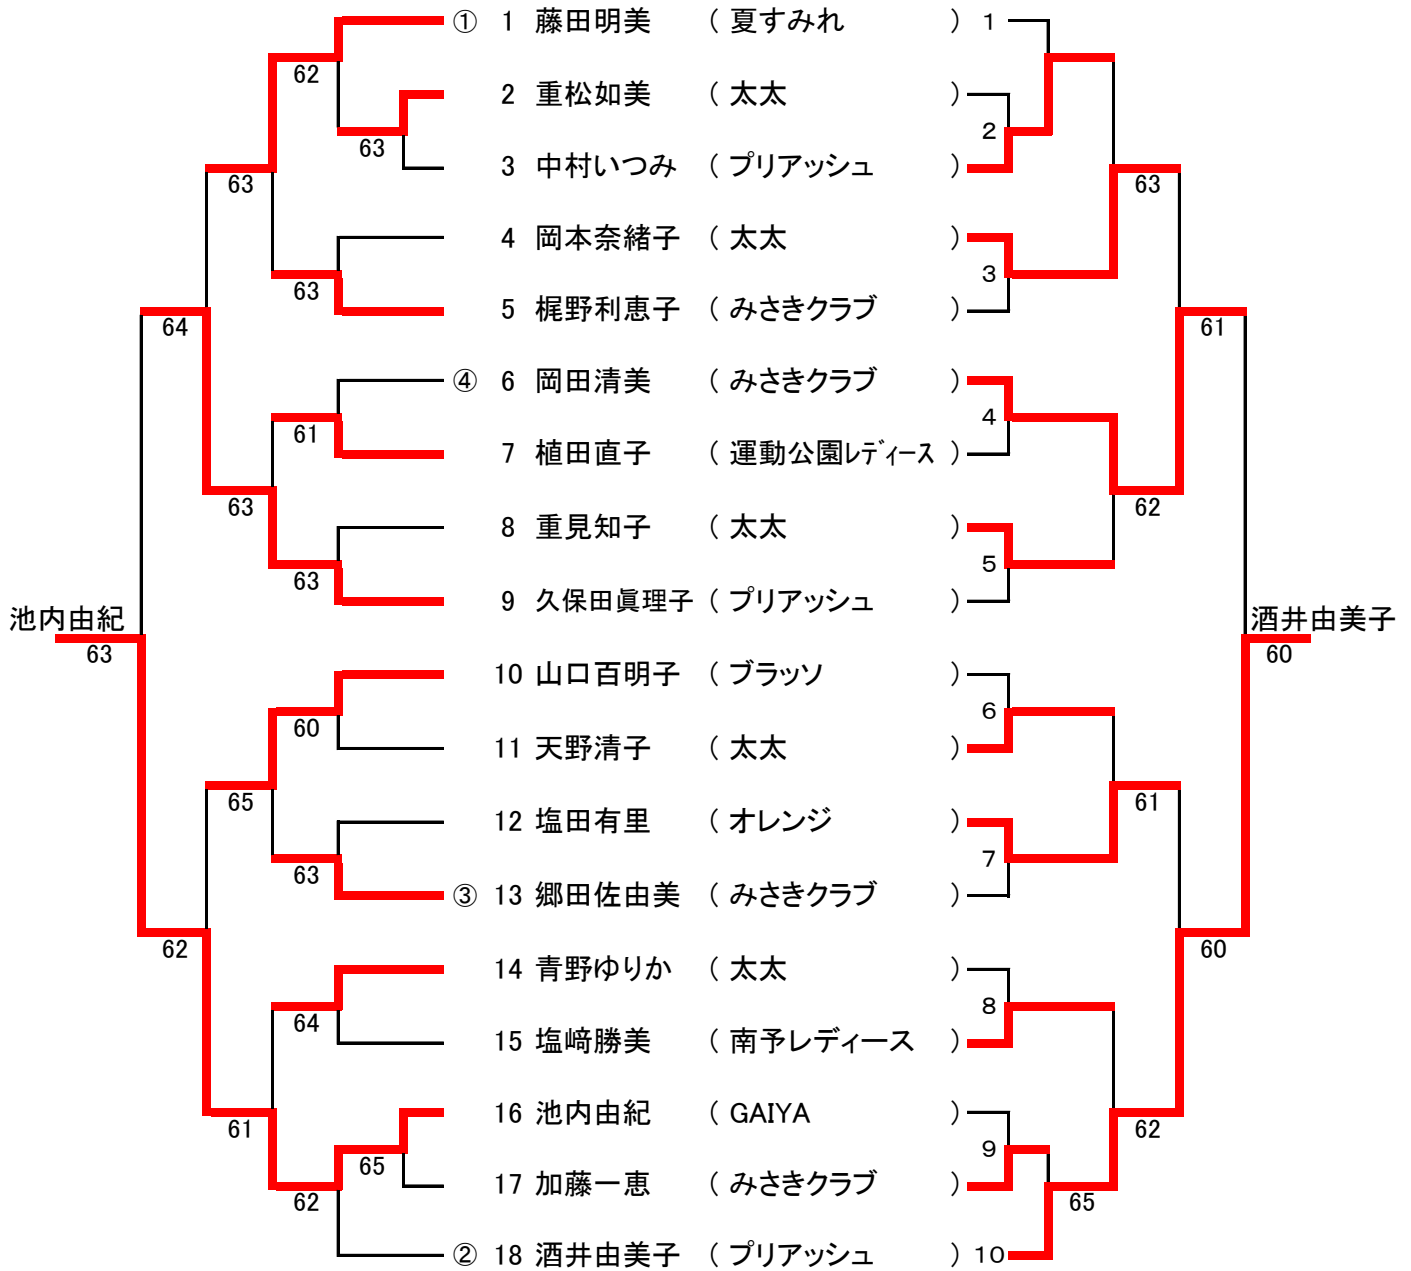 ① 1 藤田明美 ( 夏すみれ ) 1
62
2 重松如美 ( 太太 )
2
63
3 中村いつみ ( プリアッシュ )
63 63
4 岡本奈緒子 ( 太太 )
3
63
5 梶野利恵子 ( みさきクラブ )
64 61
④ 6 岡田清美 ( みさきクラブ )
4
61
7 植田直子 ( 運動公園レディース )
63 62
8 重見知子 ( 太太 )
5
63
9 久保田眞理子 ( プリアッシュ )
池内由紀 酒井由美子
63 60
10 山口百明子 ( ブラッソ )
6
60
11 天野清子 ( 太太 )
65 61
12 塩田有里 ( オレンジ )
7
63
③ 13 郷田佐由美 ( みさきクラブ )
62 60
14 青野ゆりか ( 太太 )
8
64
15 塩﨑勝美 ( 南予レディース )
16 池内由紀 ( GAIYA )
61 62
9
65
17 加藤一恵 ( みさきクラブ )
62 65
② 18 酒井由美子 ( プリアッシュ ) 10